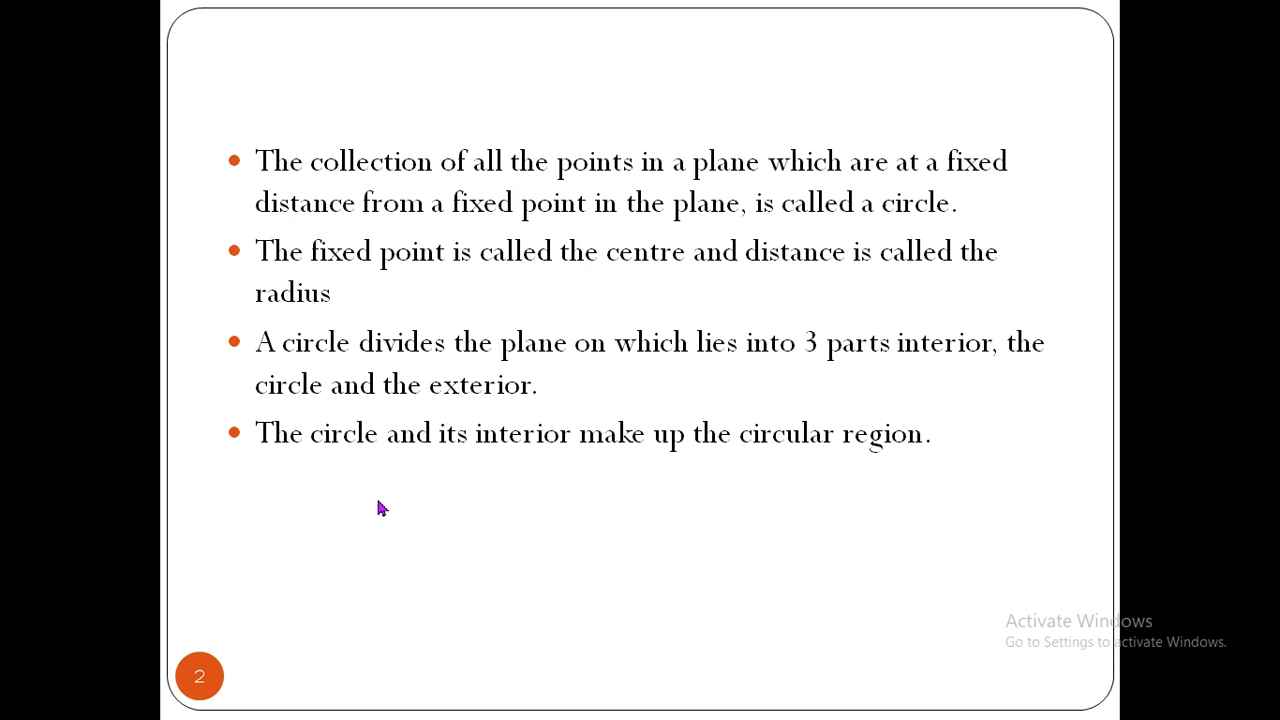 The collection of all the points in a plane which are at a fixed
distance from a fixed point in the plane, is called a circle.
The fixed point is called the centre and distance is called the
radius
A circle divides the plane on which lies into 3 parts interior, the
circle and the exterior.
The circle and its interior make up the circular region.
Activate Windows
Go to Settings to activate Windows.
2